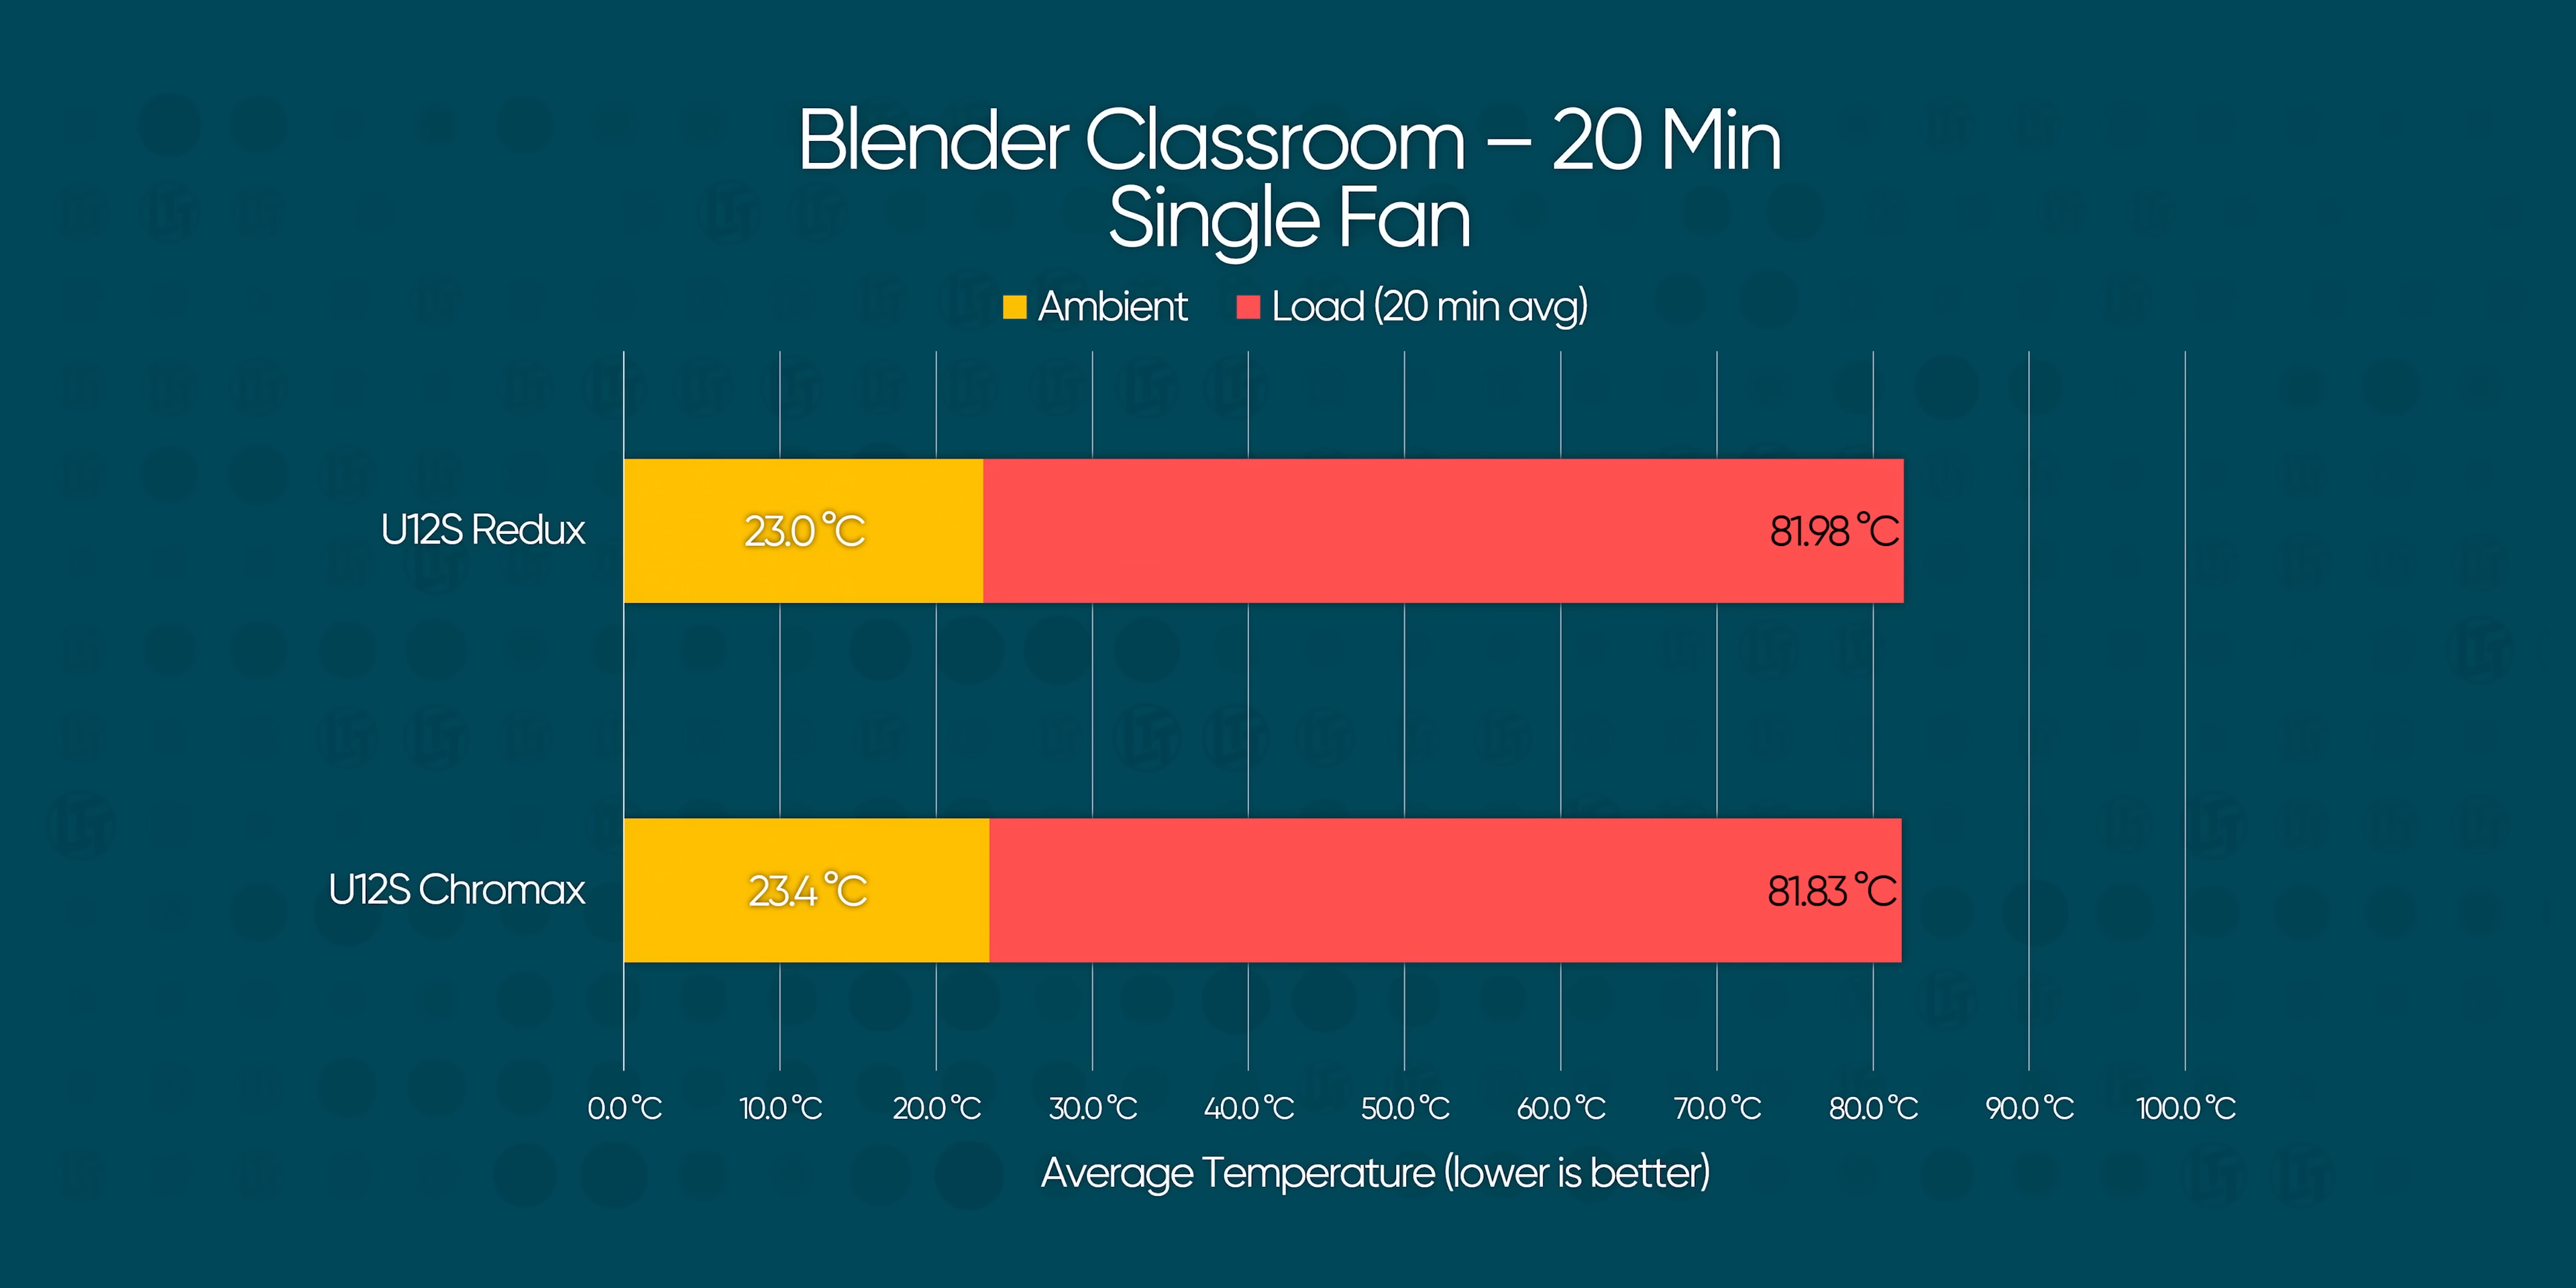 Blender Classroom – 20 Min
Single Fan
Ambient Load (20 min avg)
U12S Redux 23.0 °C 81.98 °C
U12S Chromax 23.4 °C 81.83 °C
0.0 °C 10.0 °C 20.0 °C 30.0 °C 40.0 °C 50.0 °C 60.0 °C 70.0 °C 80.0 °C 90.0 °C 100.0 °C
Average Temperature (lower is better)